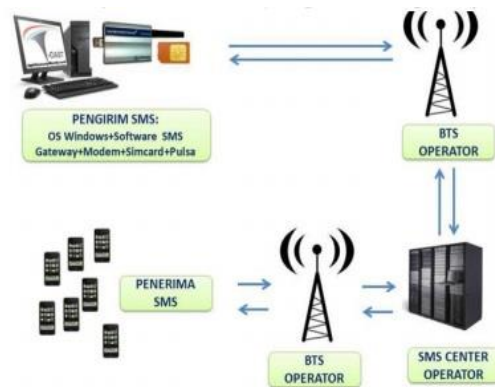 PENGIRIM SMS:
OS Windows+Software SMS
Gateway+Modem+Simcard+Pulsa
BTS
OPERATOR
PENERIMA
SMS
BTS
OPERATOR
SMS CENTER
OPERATOR